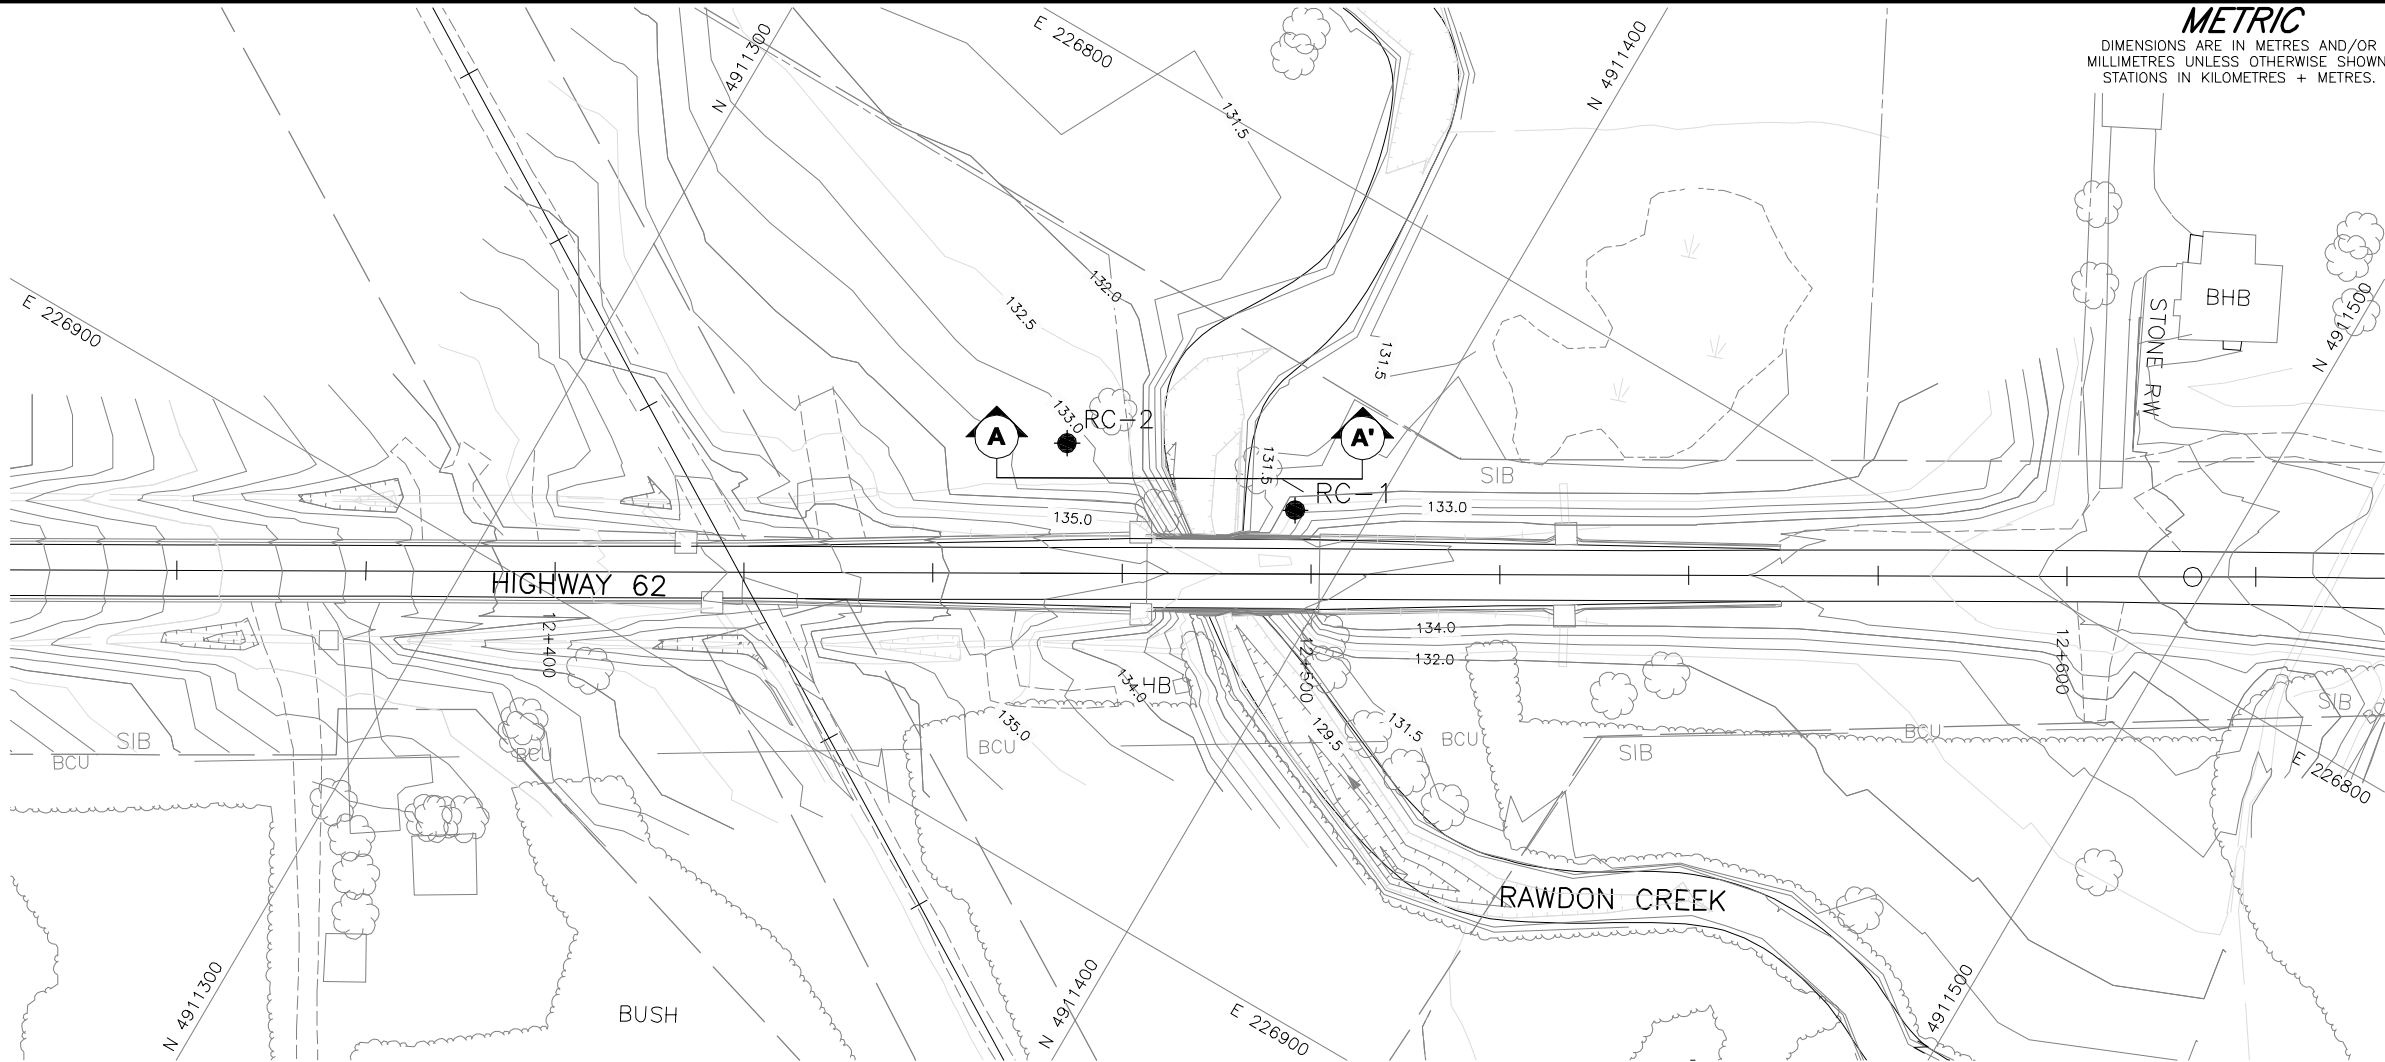 METRIC
DIMENSIONS ARE IN METRES AND/OR
MILLIMETRES UNLESS OTHERWISE SHOWN
STATIONS IN KILOMETRES + METRES.
E 226800
N 4911300
N 4911400
131.5
E 226900
132.0
132.5
131.5
BHB
STONE RW
N 4911500
133.0
RC-2
A
A'
131.5
SIB
RC-1
135.0
133.0
HIGHWAY 62
12+400
12+500
12+600
134.0
132.0
134.0
HB
135.0
SIB
BCU
BCU
BCU
129.5
131.5
BCU
SIB
BCU
SIB
E 226800
RAWDON CREEK
N 4911300
BUSH
N 4911400
E 226900
N 4911500